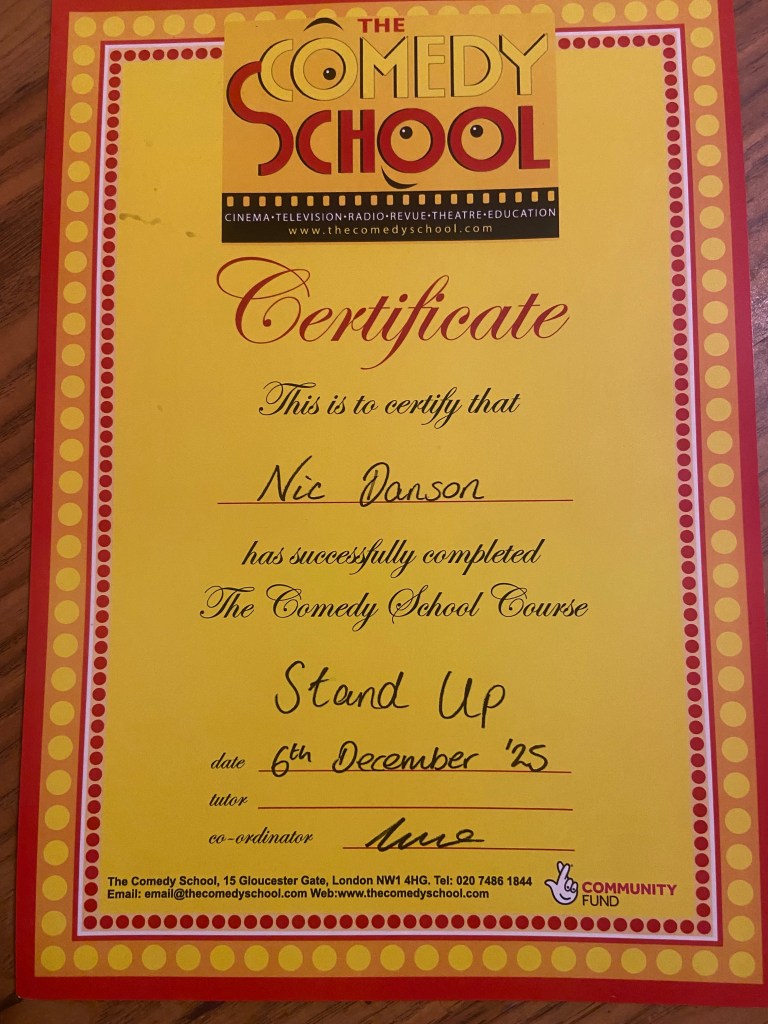 THE
COMEDY
SCHOOL
CINEMA•TELEVISION•RADIO•REVUE•THEATRE•EDUCATION
www.thecomedyschool.com
Certificate
This is to certify that
Nic Danson
has successfully completed
The Comedy School Course
Stand Up
date 6th December '25
tutor
co-ordinator
The Comedy School, 15 Gloucester Gate, London NW1 4HG. Tel: 020 7486 1844
Email: email@thecomedyschool.com Web:www.thecomedyschool.com
COMMUNITY
FUND